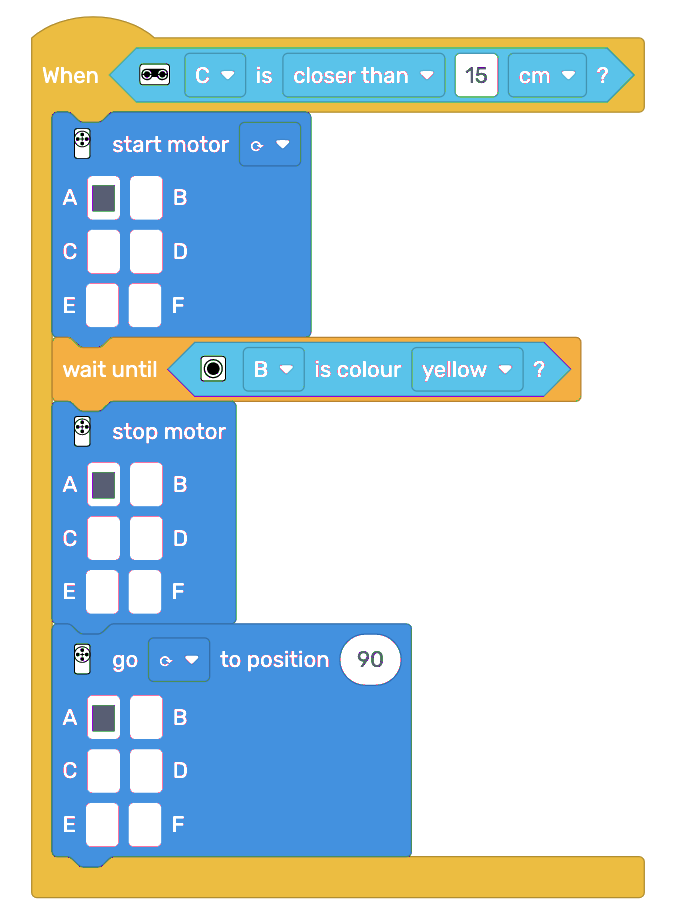 When C is closer than 15 cm ?
start motor
A B
C D
E F
wait until B is colour yellow ?
stop motor
A B
C D
E F
go to position 90
A B
C D
E F